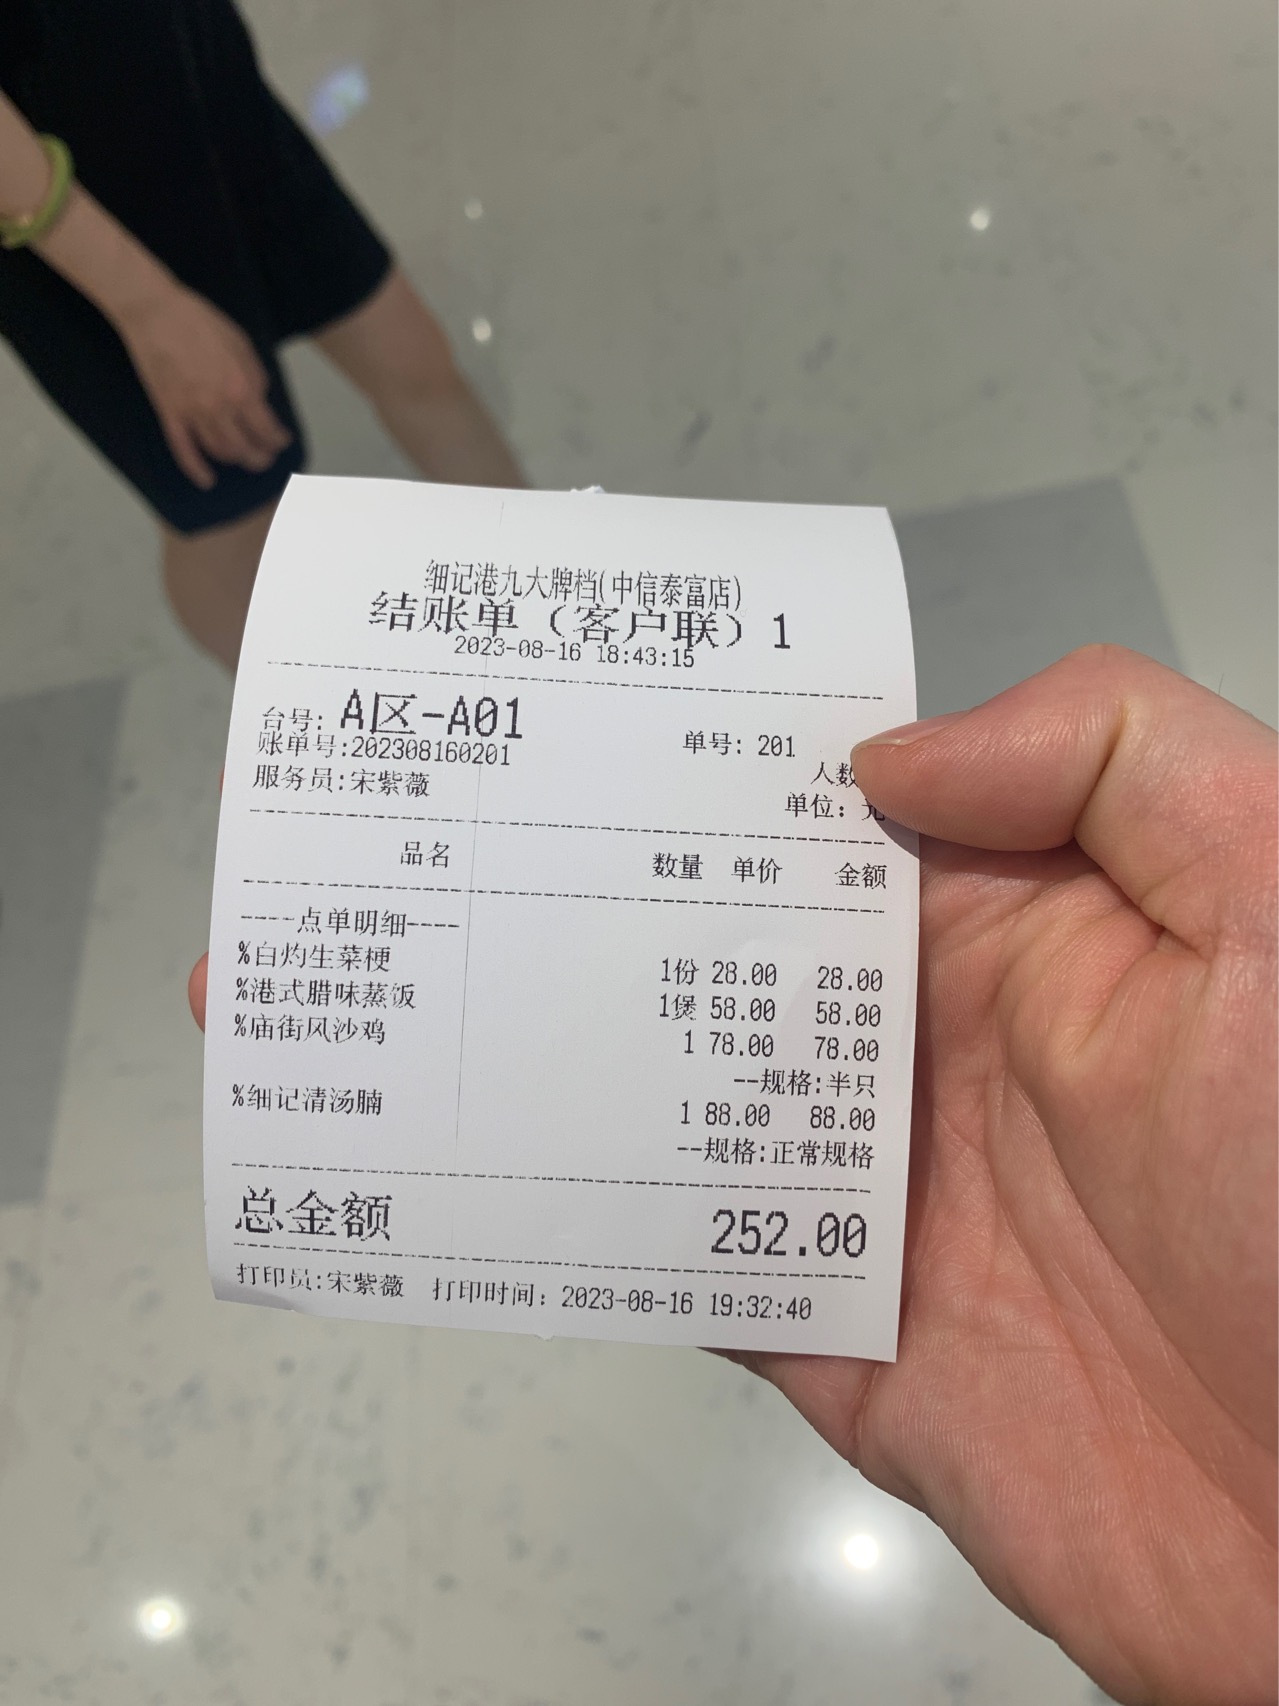 细记港九大牌档(中信泰富店)
结账单（客户联）1
2023-08-16 18:43:15
台号: A区-A01 单号: 201
账单号:202308160201 人数
服务员:宋紫薇 单位: 元
品名 数量 单价 金额
----点单明细----
%白灼生菜梗 1份 28.00 28.00
%港式腊味蒸饭 1煲 58.00 58.00
%庙街风沙鸡 1 78.00 78.00
--规格:半只
%细记清汤腩 1 88.00 88.00
--规格:正常规格
总金额 252.00
打印员:宋紫薇 打印时间: 2023-08-16 19:32:40